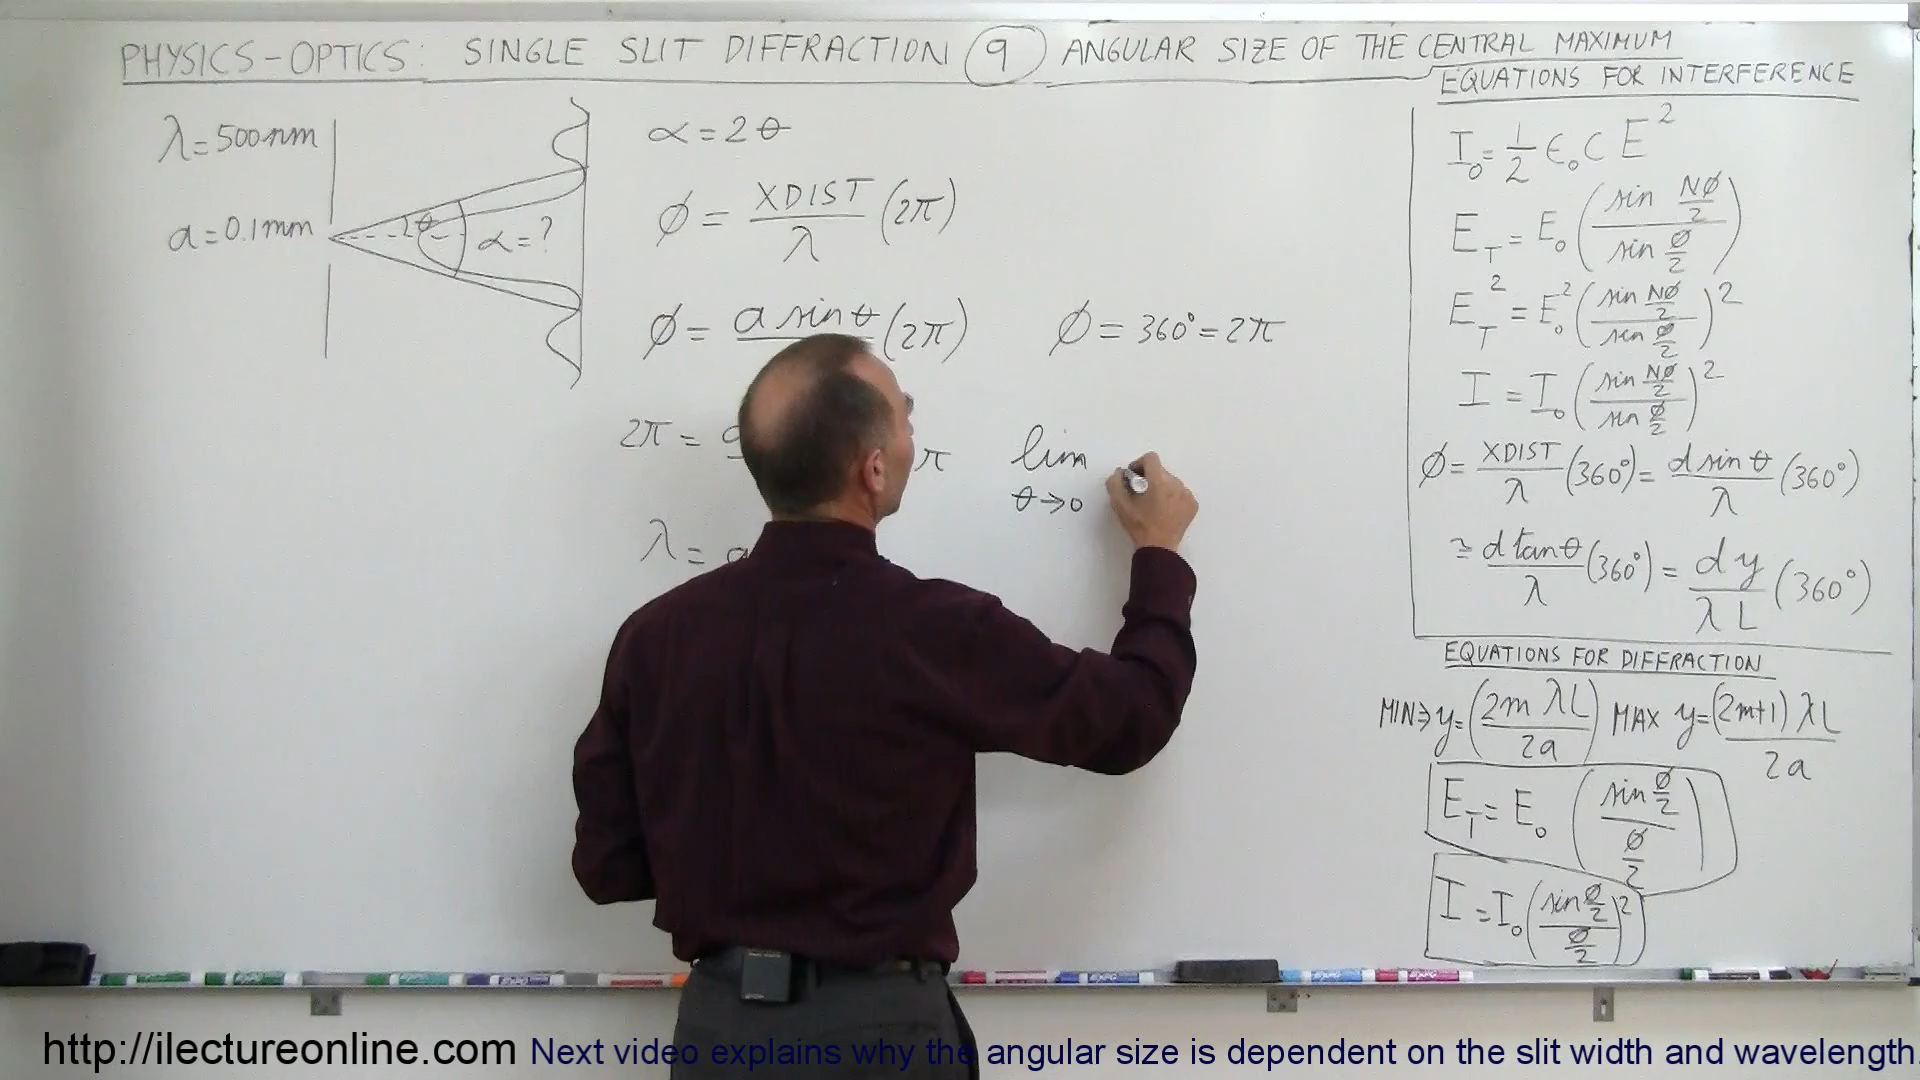 PHYSICS-OPTICS: SINGLE SLIT DIFFRACTION 9 ANGULAR SIZE OF THE CENTRAL MAXIMUM
λ=500nm
a=0.1mm
θ
α=?
α=2θ
φ = XDIST/λ (2π)
φ = a sin θ (2π)
φ = 360° = 2π
2π =
π
lim
θ→0
λ = a
EQUATIONS FOR INTERFERENCE
I₀ = 1/2 ε₀ C E²
E_T = E₀ (sin Nφ/2 / sin φ/2)
E_T² = E₀² (sin Nφ/2 / sin φ/2)²
I = I₀ (sin Nφ/2 / sin φ/2)²
φ = XDIST/λ (360°) = d sin θ/λ (360°)
≅ d tan θ/λ (360°) = d y/λ L (360°)
EQUATIONS FOR DIFFRACTION
MIN⇒ y = (2m λL/2a) MAX y = (2m+1) λL/2a
E_T = E₀ (sin φ/2 / φ/2)
I = I₀ (sin φ/2 / φ/2)²
EXPO
http://ilectureonline.com Next video explains why the angular size is dependent on the slit width and wavelength.